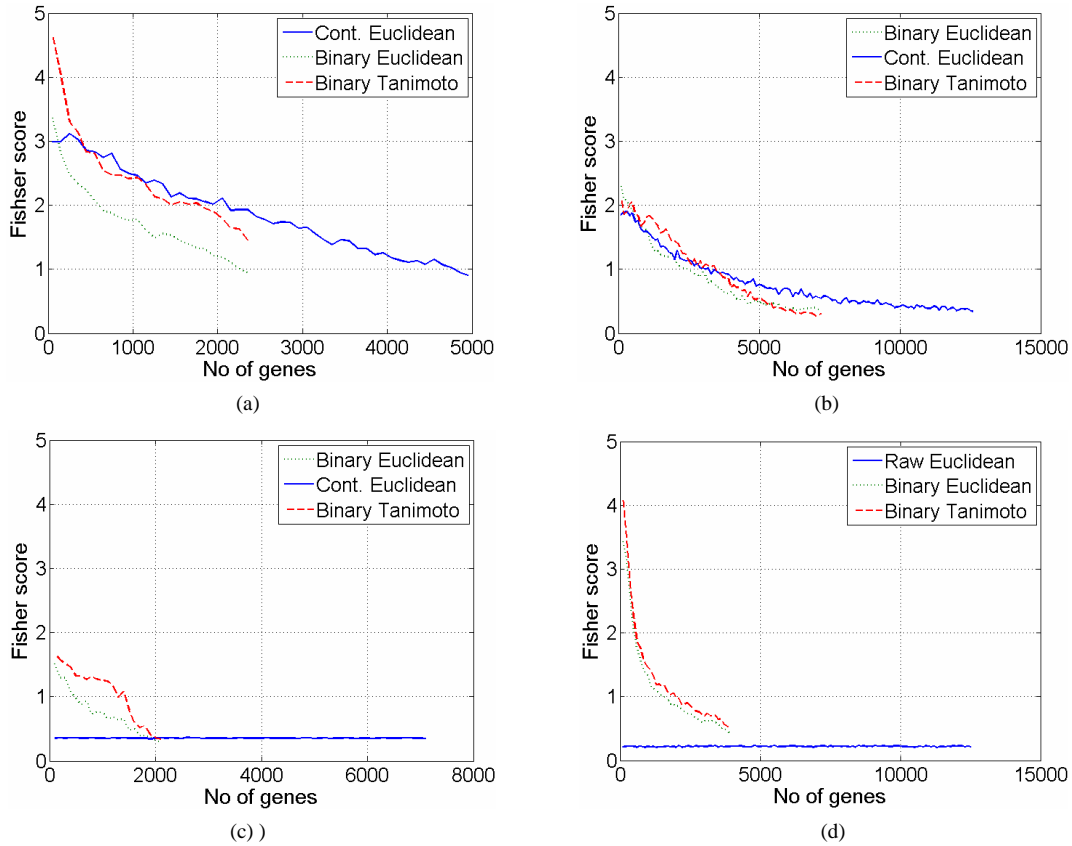 5
4
3
2
1
0
Fishser score
Cont. Euclidean
Binary Euclidean
Binary Tanimoto
0 1000 2000 3000 4000 5000
No of genes
(a)
5
4
3
2
1
0
Fisher score
Binary Euclidean
Cont. Euclidean
Binary Tanimoto
0 5000 10000 15000
No of genes
(b)
5
4
3
2
1
0
Fisher score
Binary Euclidean
Cont. Euclidean
Binary Tanimoto
0 2000 4000 6000 8000
No of genes
(c) )
5
4
3
2
1
0
Fisher score
Raw Euclidean
Binary Euclidean
Binary Tanimoto
0 5000 10000 15000
No of genes
(d)